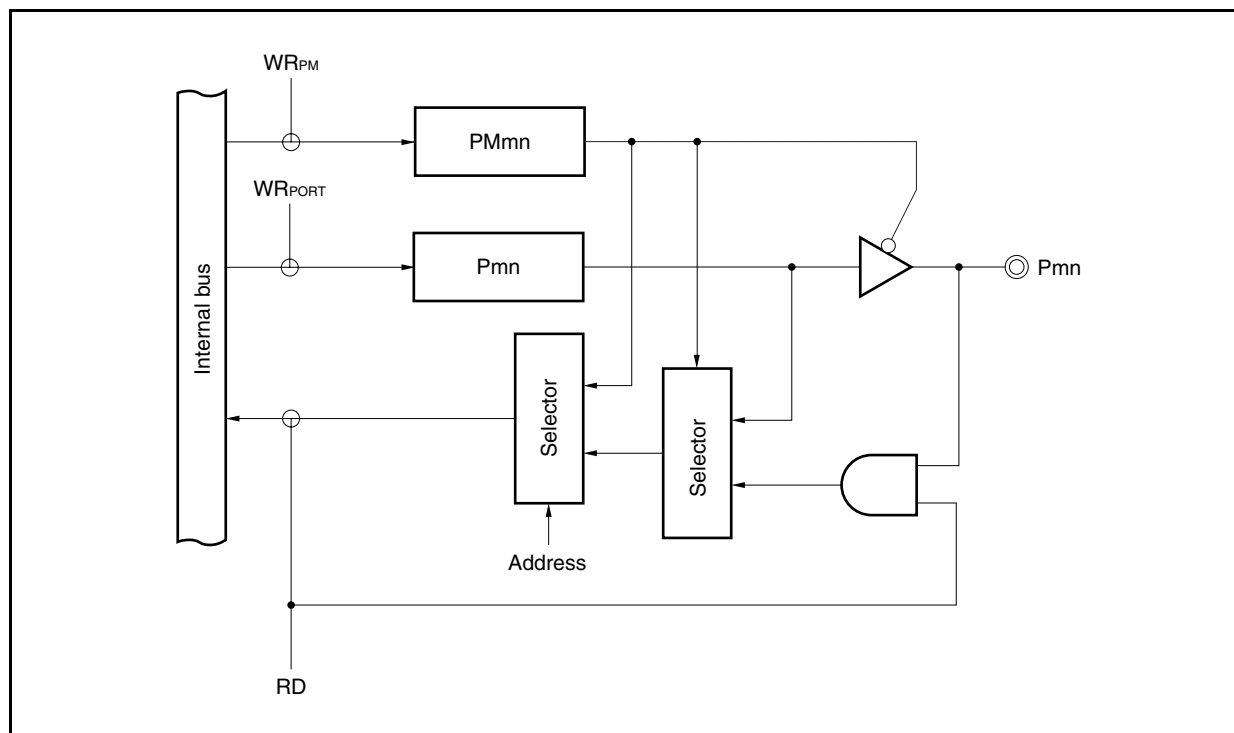 WRPM
PMmn
WRPORT
Pmn
Pmn
Internal bus
Selector
Selector
Address
RD